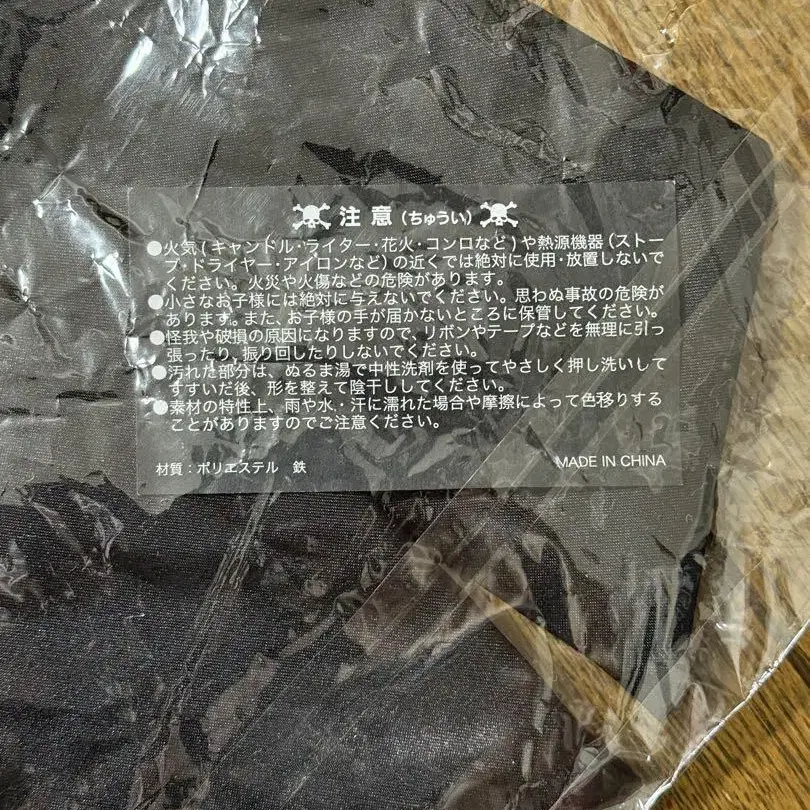 注意(ちゅうい)
●火気(キャンドル・ライター・花火・コンロなど)や熱源機器(ストー
ブ・ドライヤー・アイロンなど)の近くでは絶対に使用・放置しないで
ください。火災や火傷などの危険があります。
●小さなお子様には絶対に与えないでください。思わぬ事故の危険が
あります。また、お子様の手が届かないところに保管してください。
●怪我や破損の原因になりますので、リボンやテープなどを無理に引っ
張ったり、振り回したりしないでください。
●汚れた部分は、ぬるま湯で中性洗剤を使ってやさしく押し洗いして
すすいだ後、形を整えて陰干ししてください。
●素材の特性上、雨や水・汗に濡れた場合や摩擦によって色移りする
ことがありますのでご注意ください。
材質:ポリエステル 鉄
MADE IN CHINA